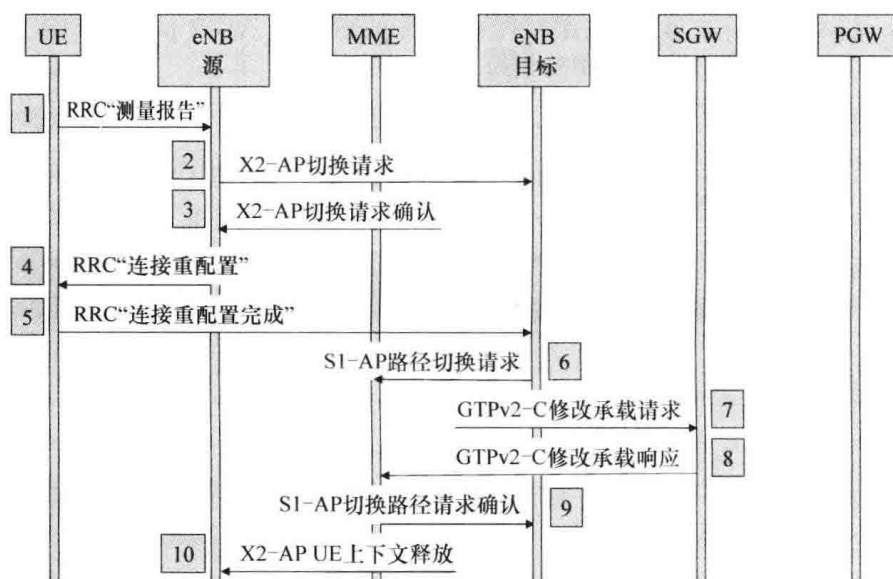 UE
eNB
源
MME
eNB
目标
SGW
PGW
1
RRC“测量报告”
2
X2-AP切换请求
3
X2-AP切换请求确认
4
RRC“连接重配置”
5
RRC“连接重配置完成”
S1-AP路径切换请求
6
GTPv2-C修改承载请求
7
GTPv2-C修改承载响应
8
S1-AP切换路径请求确认
9
10
X2-AP UE上下文释放